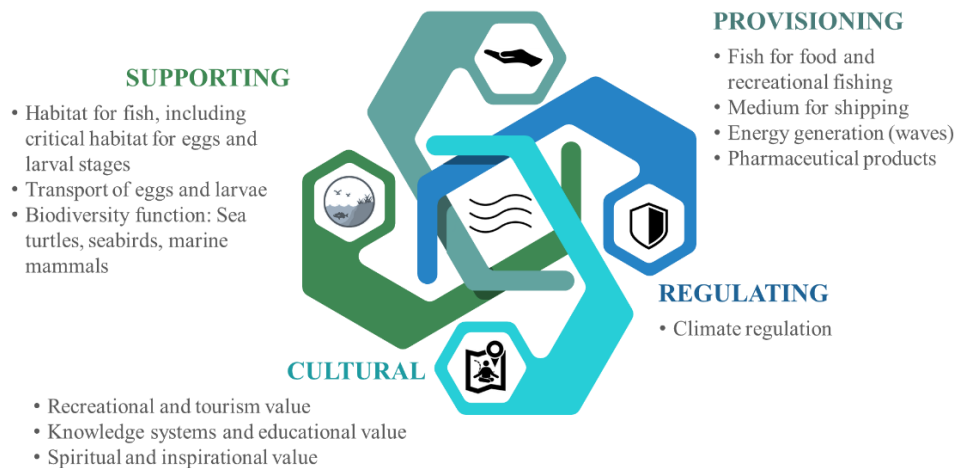 SUPPORTING
• Habitat for fish, including
critical habitat for eggs and
larval stages
• Transport of eggs and larvae
• Biodiversity function: Sea
turtles, seabirds, marine
mammals
PROVISIONING
• Fish for food and
recreational fishing
• Medium for shipping
• Energy generation (waves)
• Pharmaceutical products
REGULATING
• Climate regulation
CULTURAL
• Recreational and tourism value
• Knowledge systems and educational value
• Spiritual and inspirational value